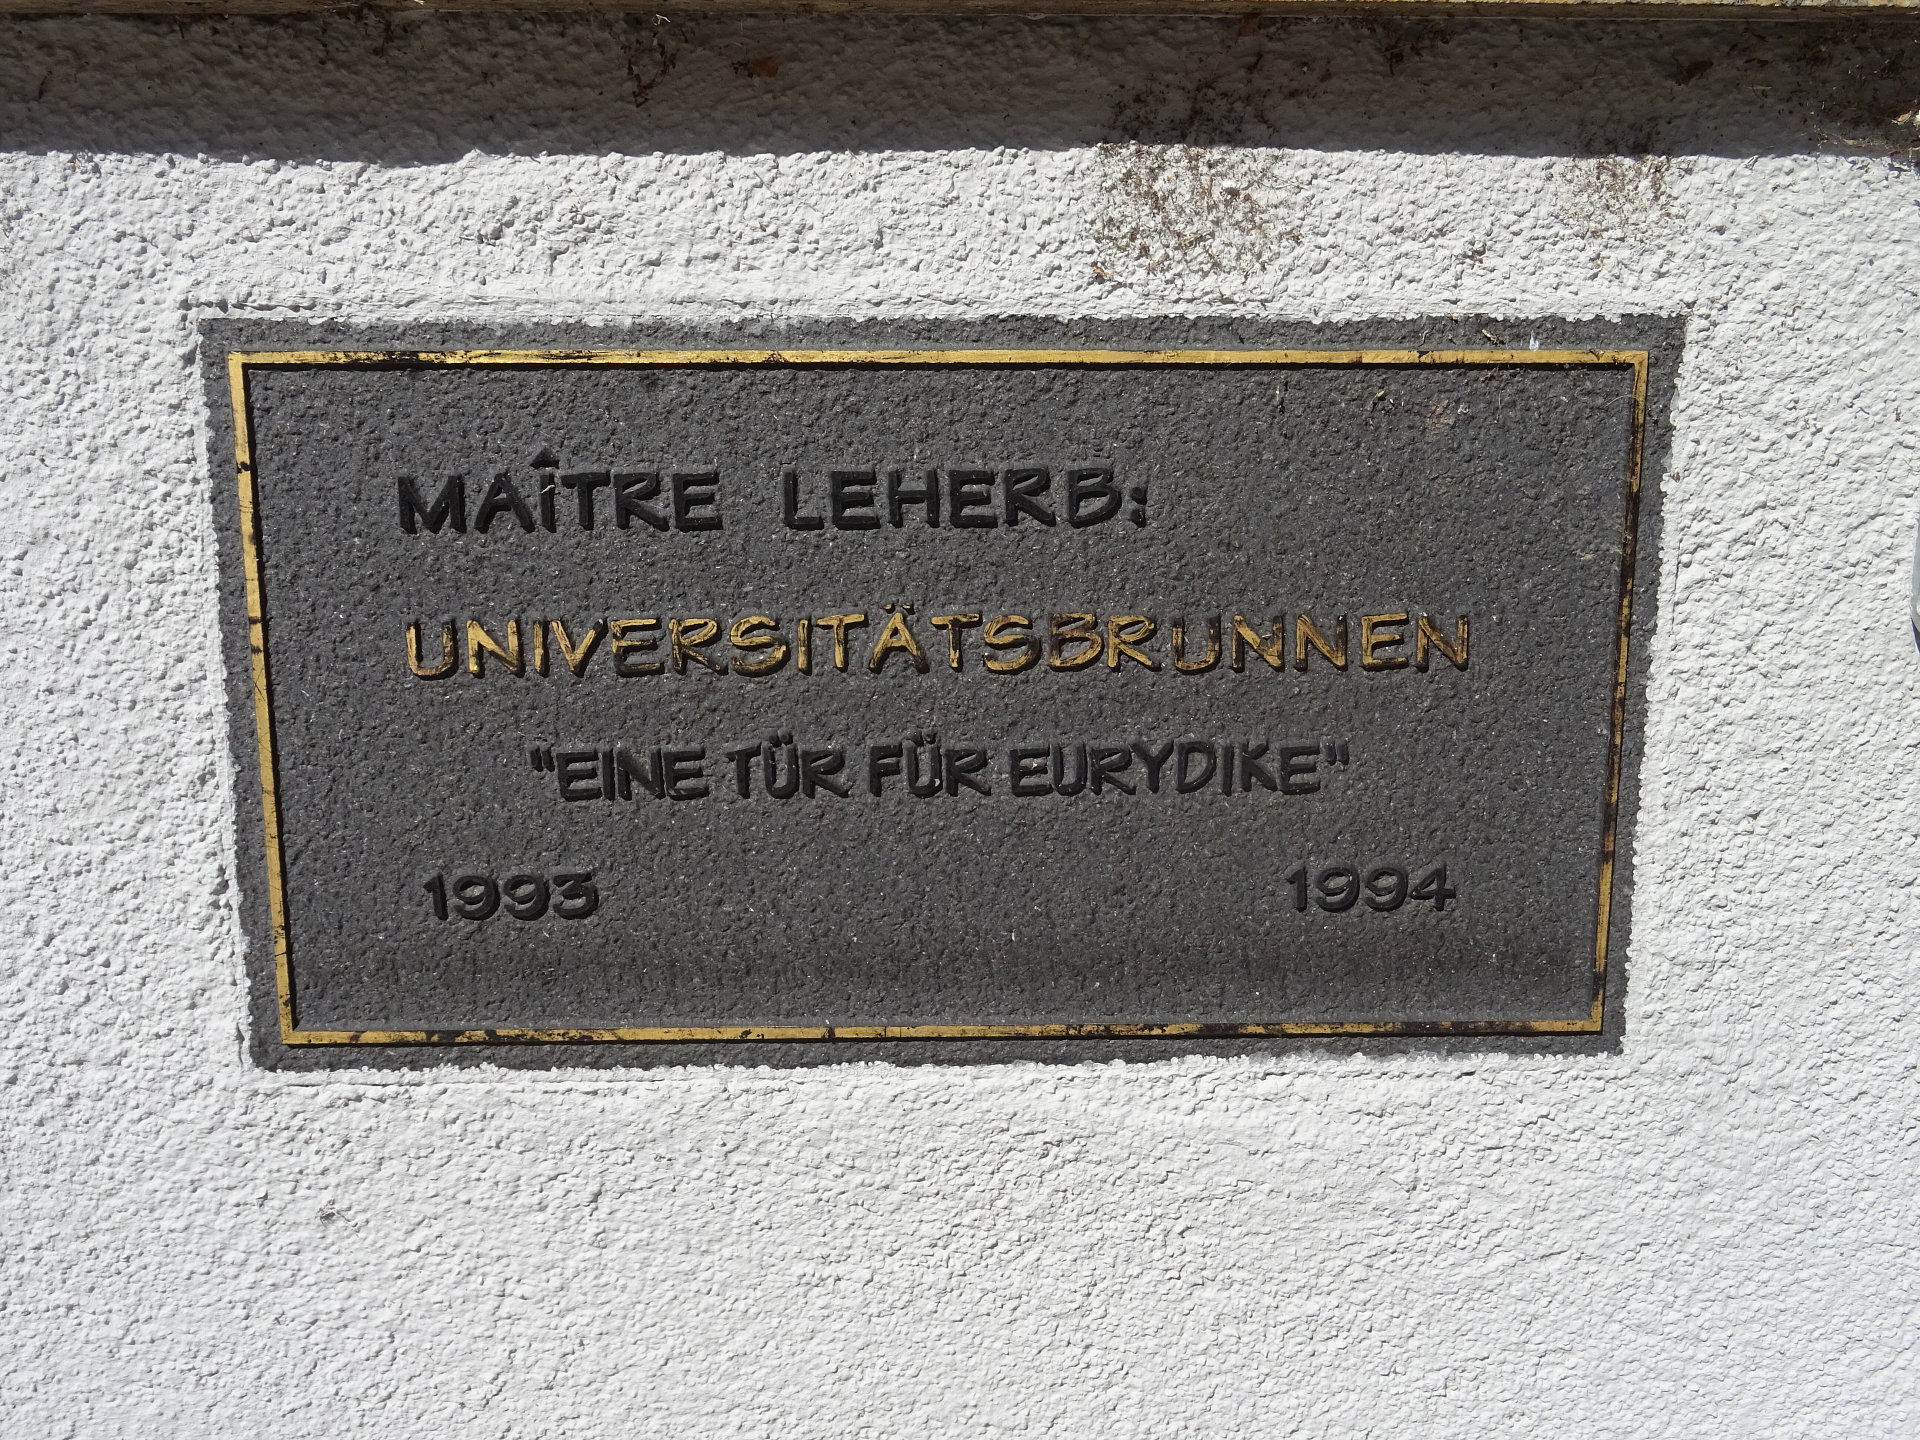 MAÎTRE LEHERB:
UNIVERSITÄTSBRUNNEN
"EINE TÜR FÜR EURYDIKE"
1993 1994